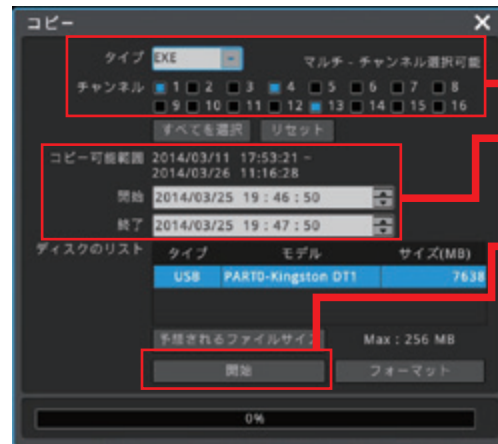 コピー
タイプ EXE マルチ - チャンネル選択可能
チャンネル 1 2 3 4 5 6 7 8
9 10 11 12 13 14 15 16
すべてを選択 リセット
コピー可能範囲 2014/03/11 17:53:21 ~
2014/03/26 11:16:28
開始 2014/03/25 19 : 46 : 50
終了 2014/03/25 19 : 47 : 50
ディスクのリスト タイプ モデル サイズ(MB)
USB PART0-Kingston DT1 7638
予想されるファイルサイズ Max : 256 MB
開始 フォーマット
0%